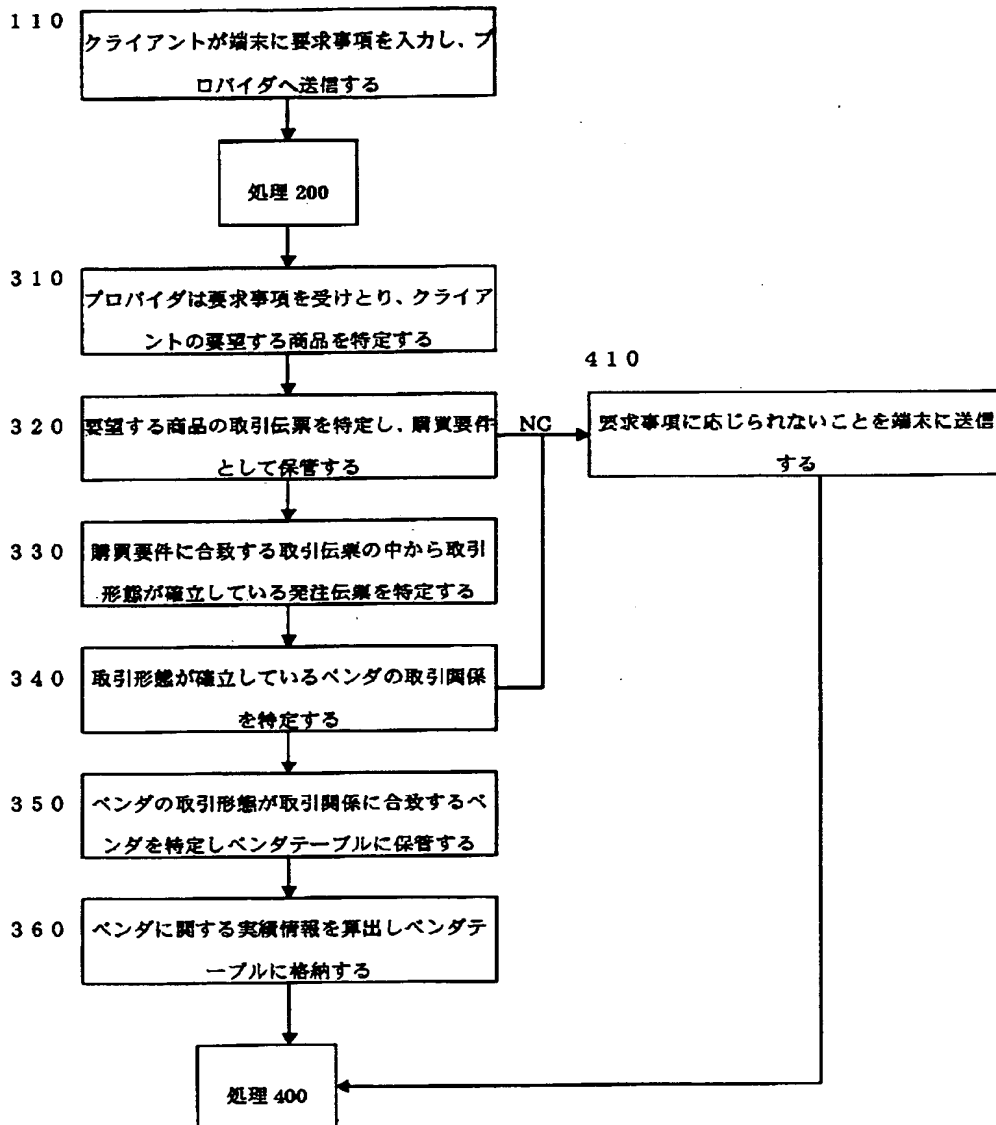 110
クライアントが端末に要求事項を入力し、プ
ロバイダへ送信する
処理200
310
プロバイダは要求事項を受けとり、クライア
ントの要望する商品を特定する
410
320
要望する商品の取引伝票を特定し、購買要件
として保管する
NG
要求事項に応じられないことを端末に送信
する
330
購買要件に合致する取引伝票の中から取引
形態が確立している発注伝票を特定する
340
取引形態が確立しているベンダの取引関係
を特定する
350
ベンダの取引形態が取引関係に合致するベ
ンダを特定しベンダテーブルに保管する
360
ベンダに関する実績情報を算出しベンダテ
ーブルに格納する
処理400